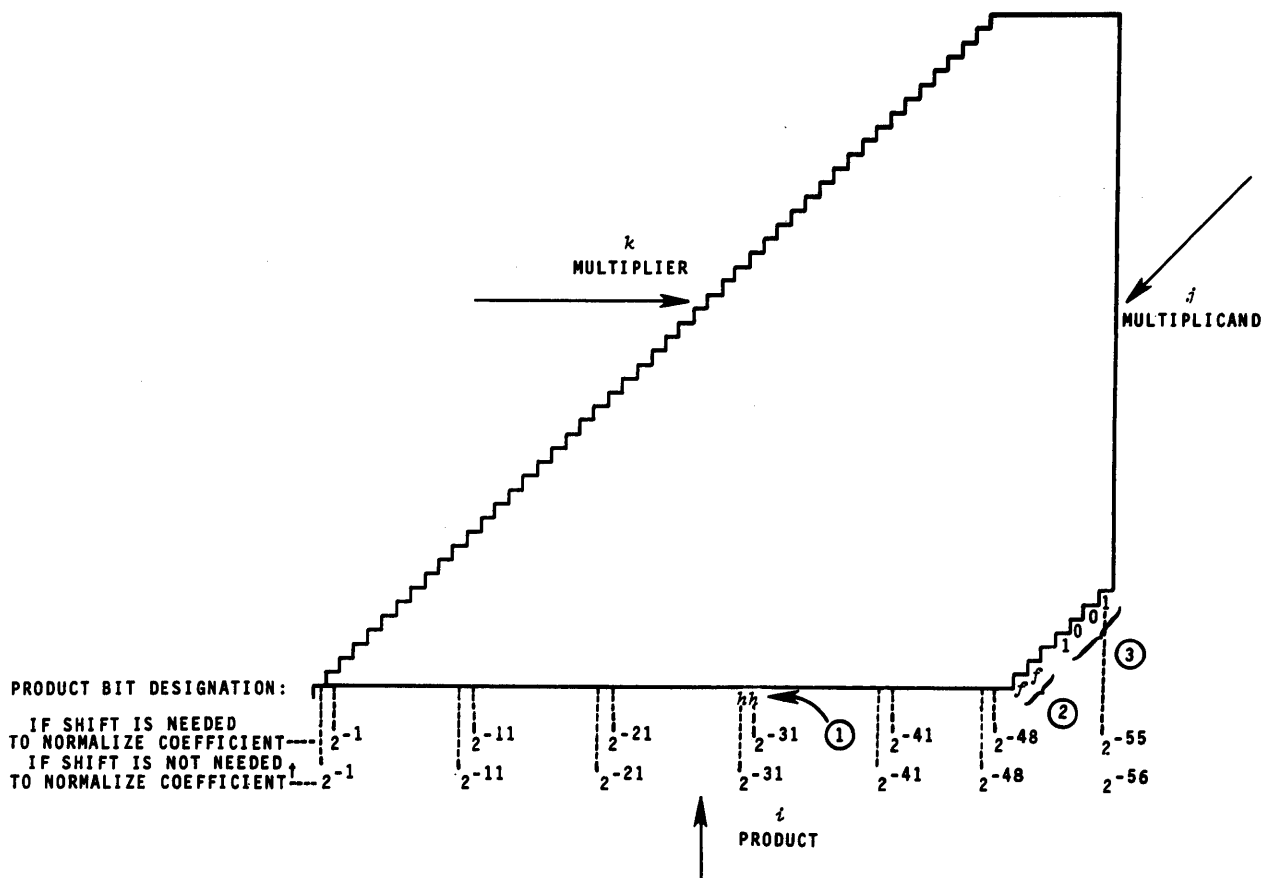 k
MULTIPLIER
j
MULTIPLICAND
1
0
0
1
③
f
f
②
PRODUCT BIT DESIGNATION:
hh
①
IF SHIFT IS NEEDED
TO NORMALIZE COEFFICIENT---- 2-1 2-11 2-21 2-31 2-41 2-48 2-55
IF SHIFT IS NOT NEEDED†
TO NORMALIZE COEFFICIENT---- 2-1 2-11 2-21 2-31 2-41 2-48 2-56
i
PRODUCT